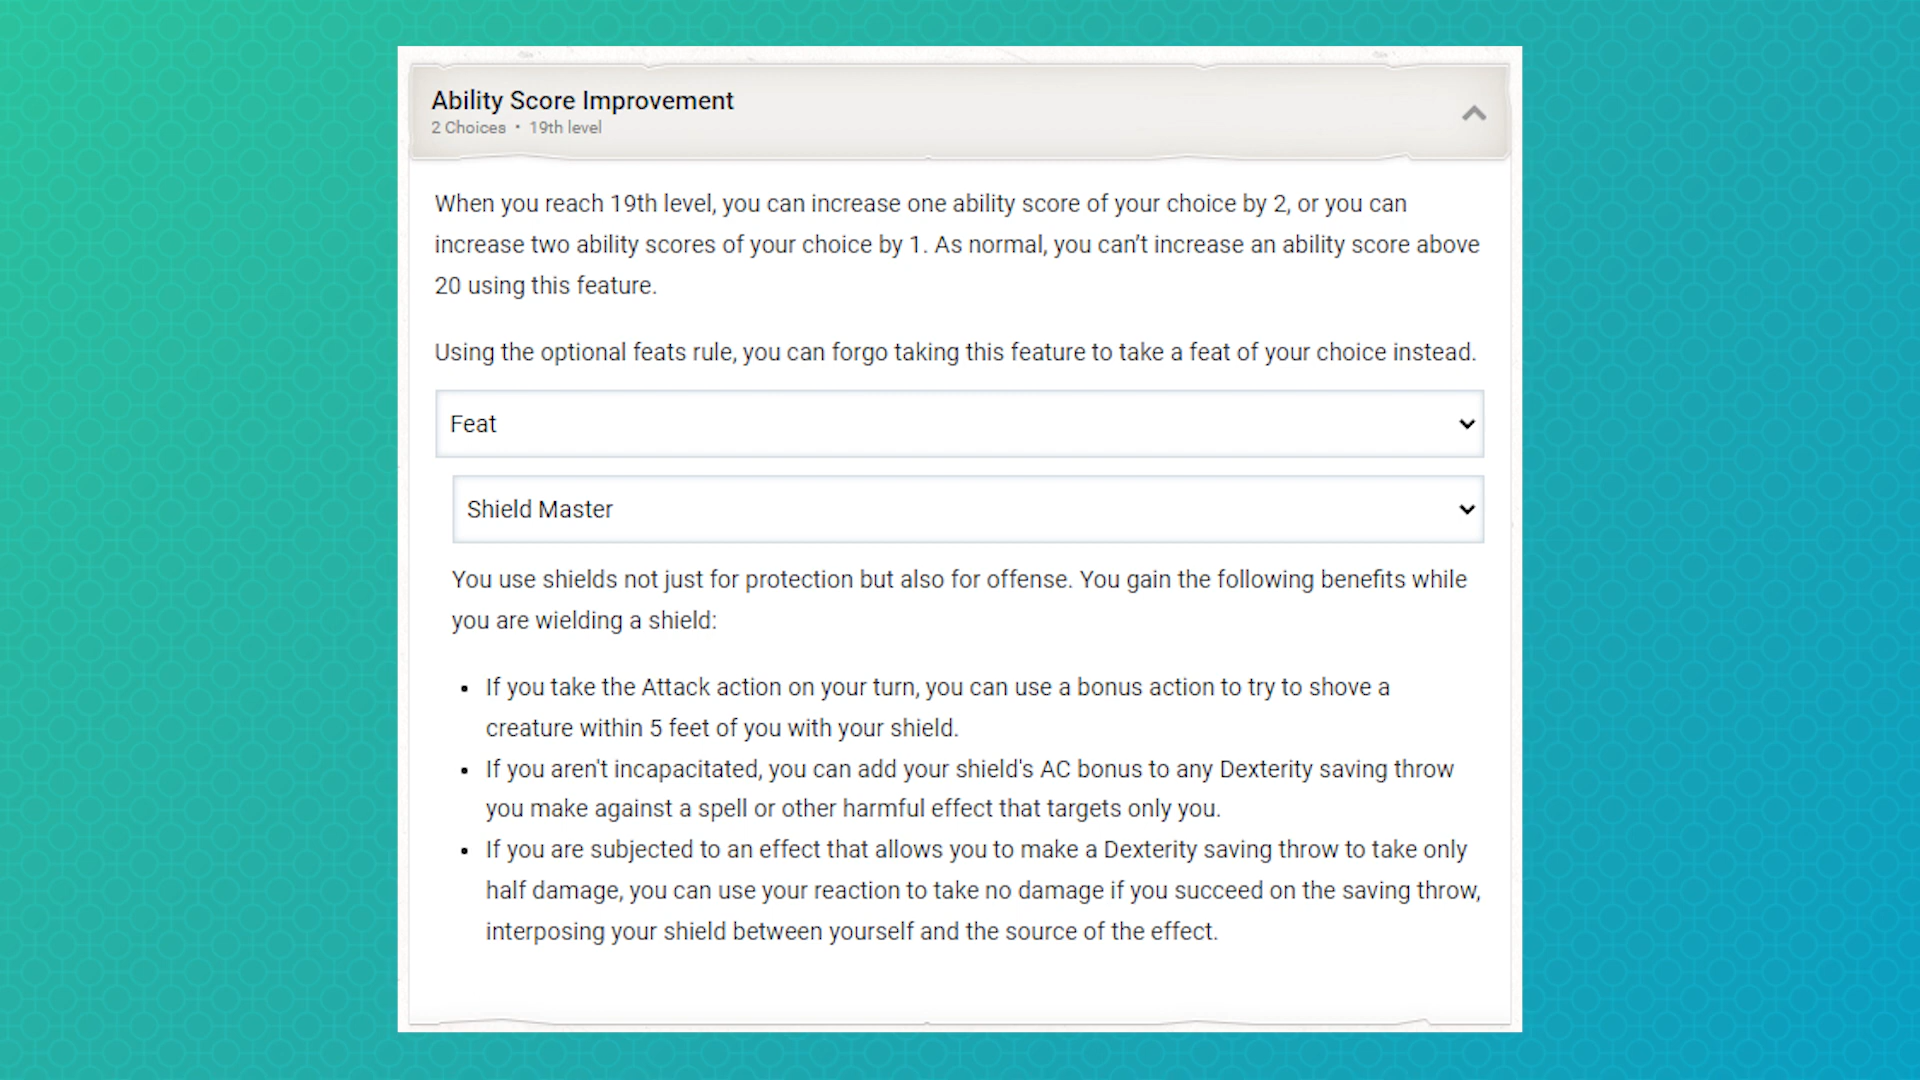 Ability Score Improvement
2 Choices • 19th level
When you reach 19th level, you can increase one ability score of your choice by 2, or you can
increase two ability scores of your choice by 1. As normal, you can’t increase an ability score above
20 using this feature.
Using the optional feats rule, you can forgo taking this feature to take a feat of your choice instead.
Feat
Shield Master
You use shields not just for protection but also for offense. You gain the following benefits while
you are wielding a shield:
• If you take the Attack action on your turn, you can use a bonus action to try to shove a
creature within 5 feet of you with your shield.
• If you aren't incapacitated, you can add your shield's AC bonus to any Dexterity saving throw
you make against a spell or other harmful effect that targets only you.
• If you are subjected to an effect that allows you to make a Dexterity saving throw to take only
half damage, you can use your reaction to take no damage if you succeed on the saving throw,
interposing your shield between yourself and the source of the effect.